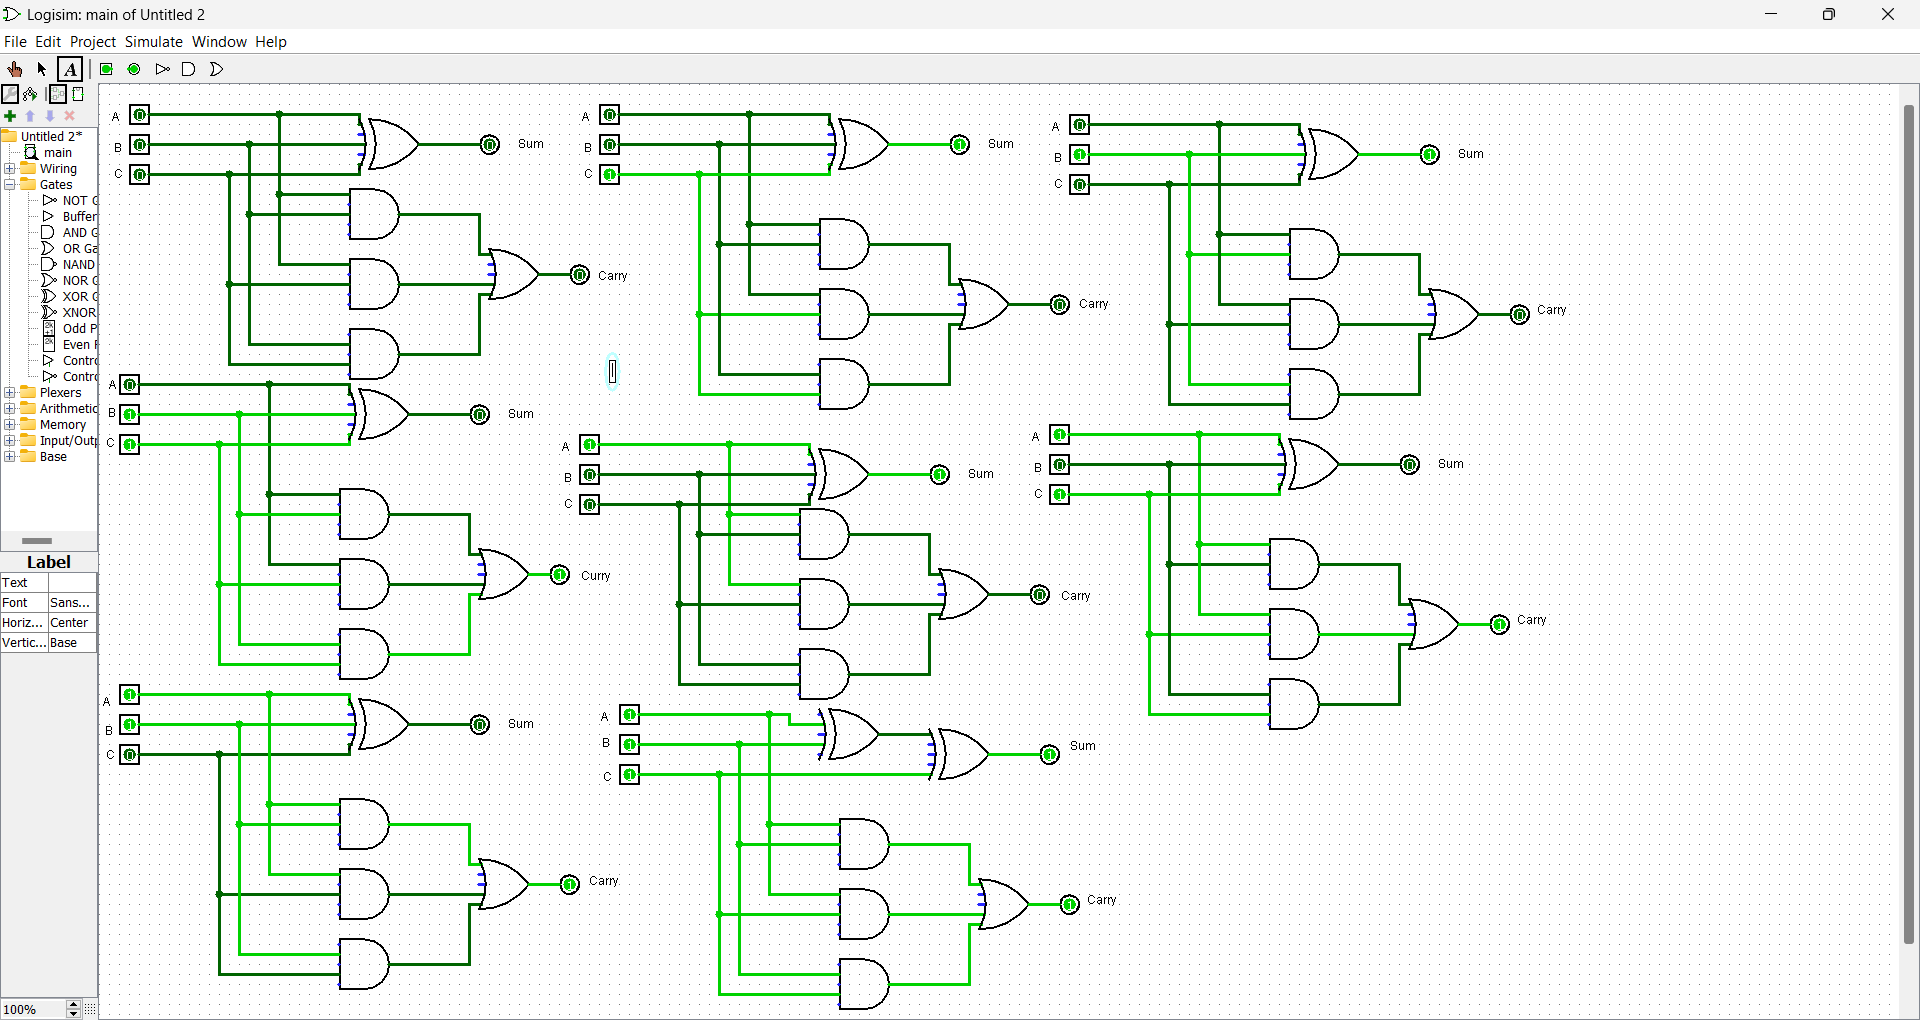 Logisim: main of Untitled 2
File Edit Project Simulate Window Help
A
Untitled 2*
main
Wiring
Gates
NOT G
Buffer
AND G
OR Ga
NAND
NOR G
XOR G
XNOR
Odd P
Even P
Contro
Contro
Plexers
Arithmetic
Memory
Input/Outp
Base
Label
Text
Font Sans...
Horiz... Center
Vertic... Base
100%
A 0
B 0
C 0
0 Sum
0 Carry
A 0
B 0
C 1
1 Sum
0 Carry
A 0
B 1
C 0
1 Sum
0 Carry
A 0
B 1
C 1
0 Sum
1 Curry
A 1
B 0
C 0
1 Sum
0 Carry
A 1
B 0
C 1
0 Sum
1 Carry
A 1
B 1
C 0
0 Sum
1 Carry
A 1
B 1
C 1
1 Sum
1 Carry